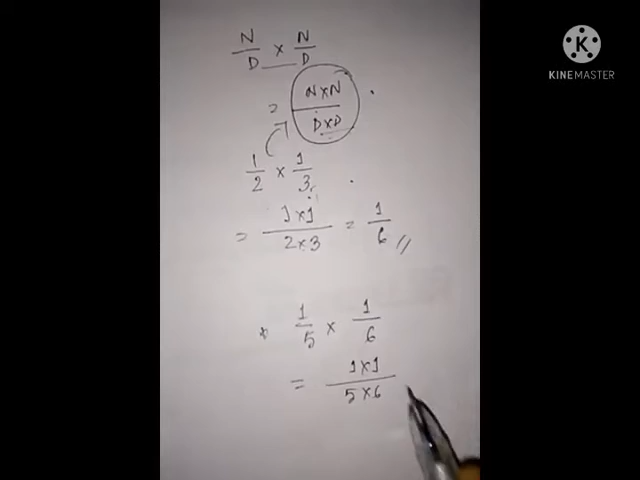 N/D × N/D
= N×N/D×D
1/2 × 1/3
= 1×1/2×3 = 1/6 //
* 1/5 × 1/6
= 1×1/5×6
K
KINEMASTER